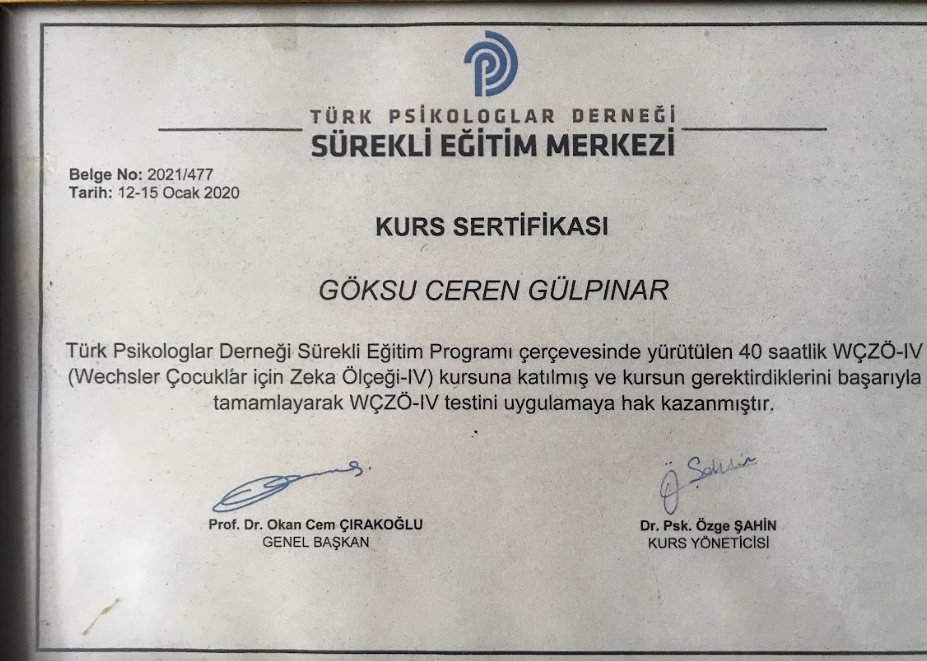 TÜRK PSİKOLOGLAR DERNEĞİ
SÜREKLİ EĞİTİM MERKEZİ
Belge No: 2021/477
Tarih: 12-15 Ocak 2020
KURS SERTİFİKASI
GÖKSU CEREN GÜLPINAR
Türk Psikologlar Derneği Sürekli Eğitim Programı çerçevesinde yürütülen 40 saatlik WÇZÖ-IV
(Wechsler Çocuklar için Zeka Ölçeği-IV) kursuna katılmış ve kursun gerektirdiklerini başarıyla
tamamlayarak WÇZÖ-IV testini uygulamaya hak kazanmıştır.
Ö Şahin
Prof. Dr. Okan Cem ÇIRAKOĞLU
GENEL BAŞKAN
Dr. Psk. Özge ŞAHİN
KURS YÖNETİCİSİ